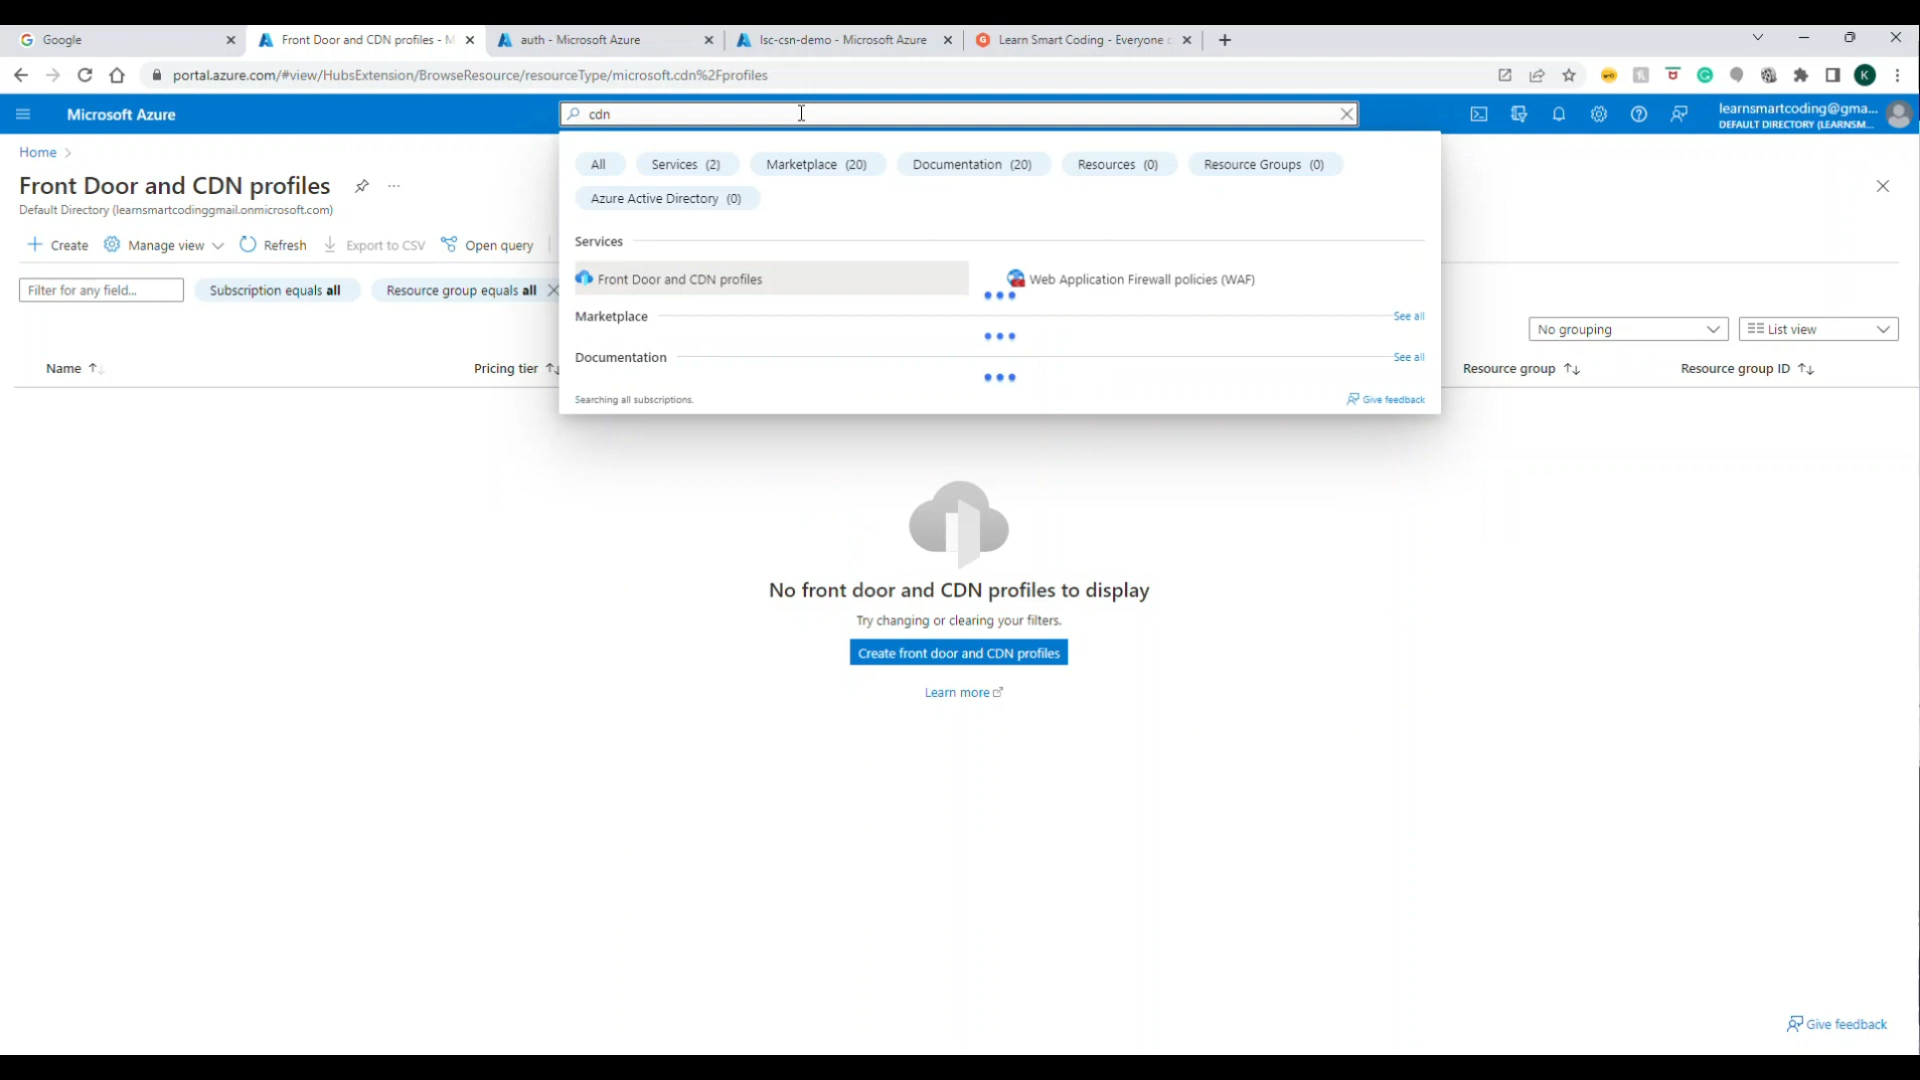 Google
Front Door and CDN profiles - M
auth - Microsoft Azure
lsc-csn-demo - Microsoft Azure
Learn Smart Coding - Everyone c
portal.azure.com/#view/HubsExtension/BrowseResource/resourceType/microsoft.cdn%2Fprofiles
K
Microsoft Azure
cdn
learnsmartcoding@gma...
DEFAULT DIRECTORY (LEARNSM...
Home >
All
Services (2)
Marketplace (20)
Documentation (20)
Resources (0)
Resource Groups (0)
Azure Active Directory (0)
Front Door and CDN profiles
Default Directory (learnsmartcodinggmail.onmicrosoft.com)
Create
Manage view
Refresh
Export to CSV
Open query
Services
Front Door and CDN profiles
Web Application Firewall policies (WAF)
Filter for any field...
Subscription equals all
Resource group equals all
Marketplace
See all
No grouping
List view
Documentation
See all
Name
Pricing tier
Resource group
Resource group ID
Searching all subscriptions.
Give feedback
No front door and CDN profiles to display
Try changing or clearing your filters.
Create front door and CDN profiles
Learn more
Give feedback